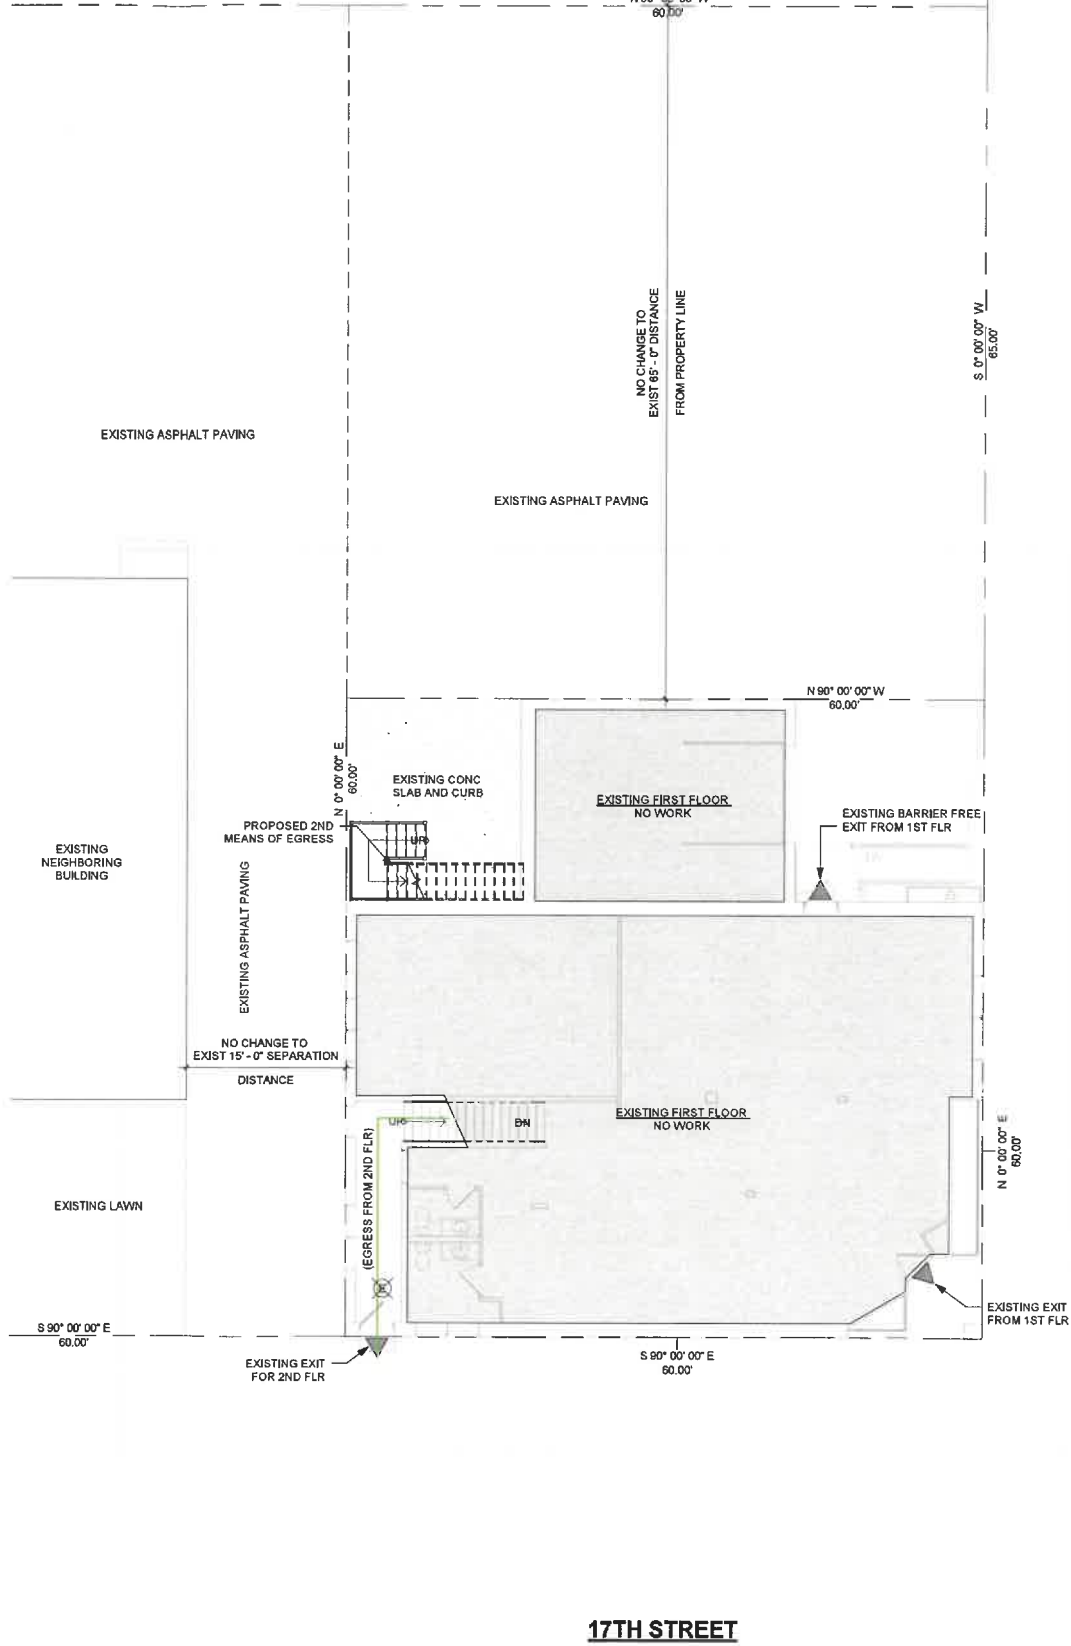 60.00'
NO CHANGE TO
EXIST 65' - 0" DISTANCE
FROM PROPERTY LINE
S 0° 00' 00" W
65.00'
EXISTING ASPHALT PAVING
EXISTING ASPHALT PAVING
N 90° 00' 00" W
60.00'
N 0° 00' 00" E
60.00'
EXISTING CONC
SLAB AND CURB
EXISTING FIRST FLOOR
NO WORK
EXISTING BARRIER FREE
EXIT FROM 1ST FLR
PROPOSED 2ND
MEANS OF EGRESS
UP
EXISTING
NEIGHBORING
BUILDING
EXISTING ASPHALT PAVING
NO CHANGE TO
EXIST 15' - 0" SEPARATION
DISTANCE
UP
DN
EXISTING FIRST FLOOR
NO WORK
N 0° 00' 00" E
60.00'
EXISTING LAWN
(EGRESS FROM 2ND FLR)
EXISTING EXIT
FROM 1ST FLR
S 90° 00' 00" E
60.00'
EXISTING EXIT
FOR 2ND FLR
S 90° 00' 00" E
60.00'
17TH STREET